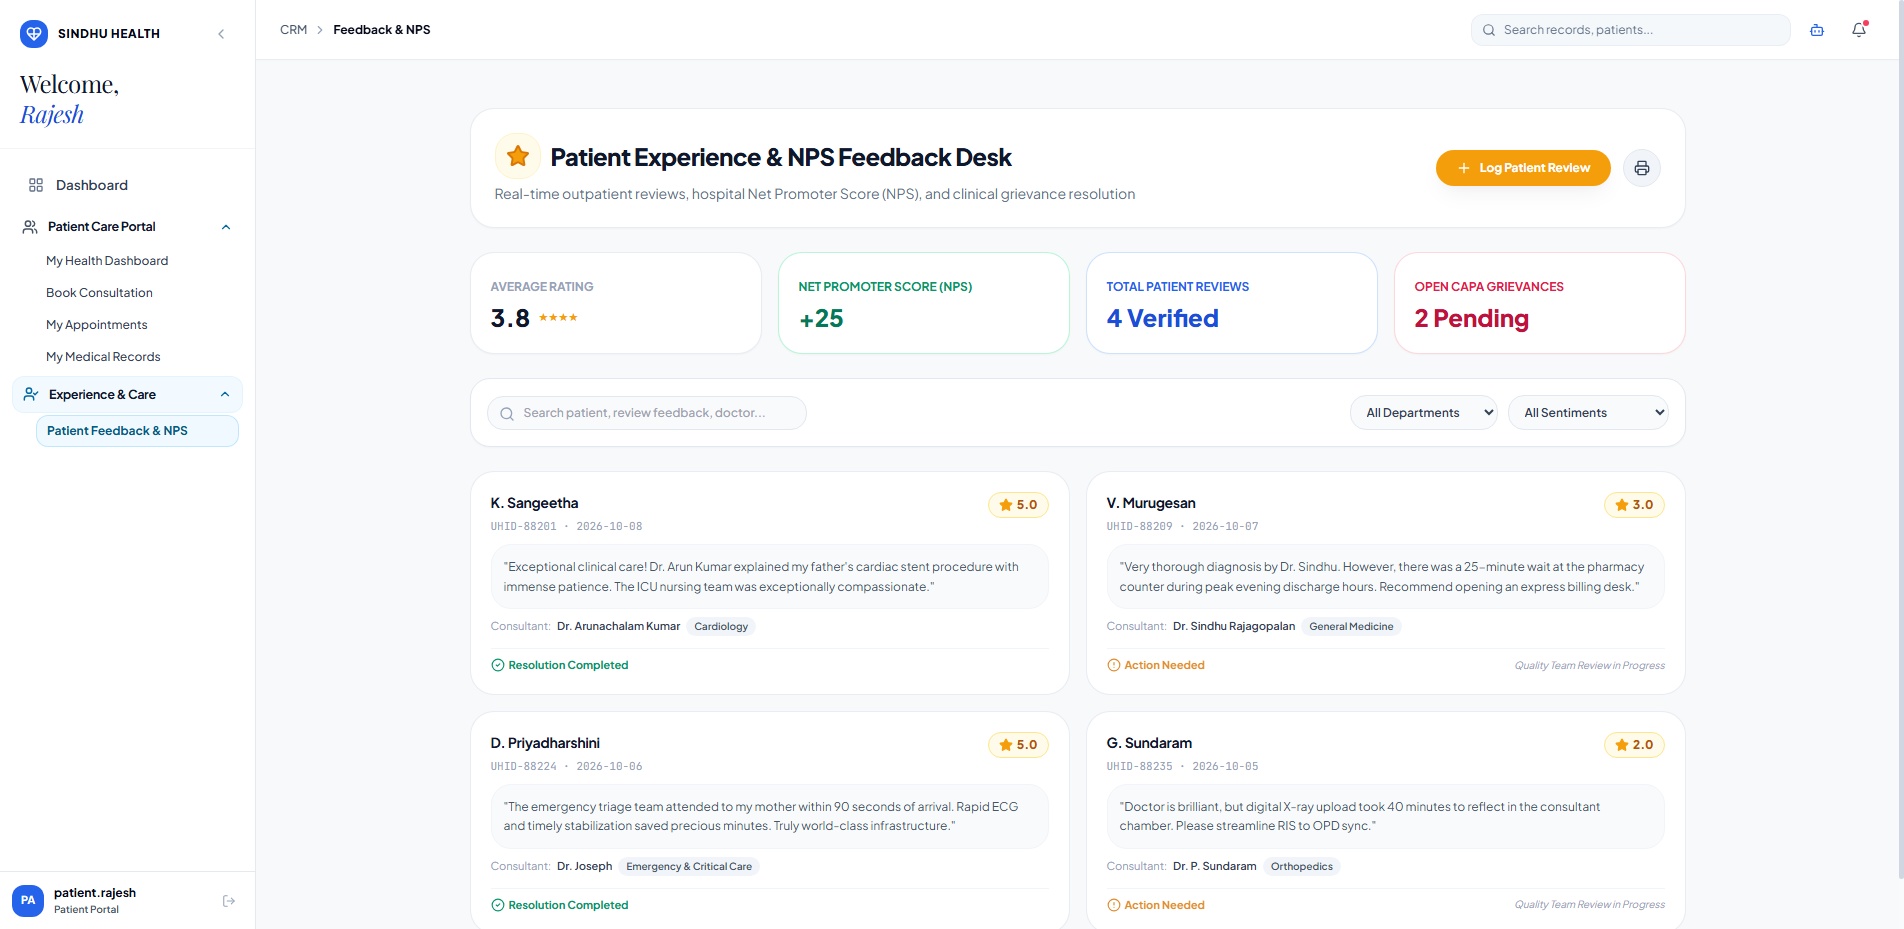 SINDHU HEALTH
Welcome,
Rajesh
Dashboard
Patient Care Portal
My Health Dashboard
Book Consultation
My Appointments
My Medical Records
Experience & Care
Patient Feedback & NPS
PA
patient.rajesh
Patient Portal
CRM > Feedback & NPS
Search records, patients...
Patient Experience & NPS Feedback Desk
Real-time outpatient reviews, hospital Net Promoter Score (NPS), and clinical grievance resolution
+ Log Patient Review
AVERAGE RATING
3.8 ★★★★
NET PROMOTER SCORE (NPS)
+25
TOTAL PATIENT REVIEWS
4 Verified
OPEN CAPA GRIEVANCES
2 Pending
Search patient, review feedback, doctor...
All Departments
All Sentiments
K. Sangeetha
5.0
UHID-88201 • 2026-10-08
"Exceptional clinical care! Dr. Arun Kumar explained my father's cardiac stent procedure with
immense patience. The ICU nursing team was exceptionally compassionate."
Consultant: Dr. Arunachalam Kumar Cardiology
Resolution Completed
V. Murugesan
3.0
UHID-88209 • 2026-10-07
"Very thorough diagnosis by Dr. Sindhu. However, there was a 25-minute wait at the pharmacy
counter during peak evening discharge hours. Recommend opening an express billing desk."
Consultant: Dr. Sindhu Rajagopalan General Medicine
Action Needed
Quality Team Review in Progress
D. Priyadharshini
5.0
UHID-88224 • 2026-10-06
"The emergency triage team attended to my mother within 90 seconds of arrival. Rapid ECG
and timely stabilization saved precious minutes. Truly world-class infrastructure."
Consultant: Dr. Joseph Emergency & Critical Care
Resolution Completed
G. Sundaram
2.0
UHID-88235 • 2026-10-05
"Doctor is brilliant, but digital X-ray upload took 40 minutes to reflect in the consultant
chamber. Please streamline RIS to OPD sync."
Consultant: Dr. P. Sundaram Orthopedics
Action Needed
Quality Team Review in Progress